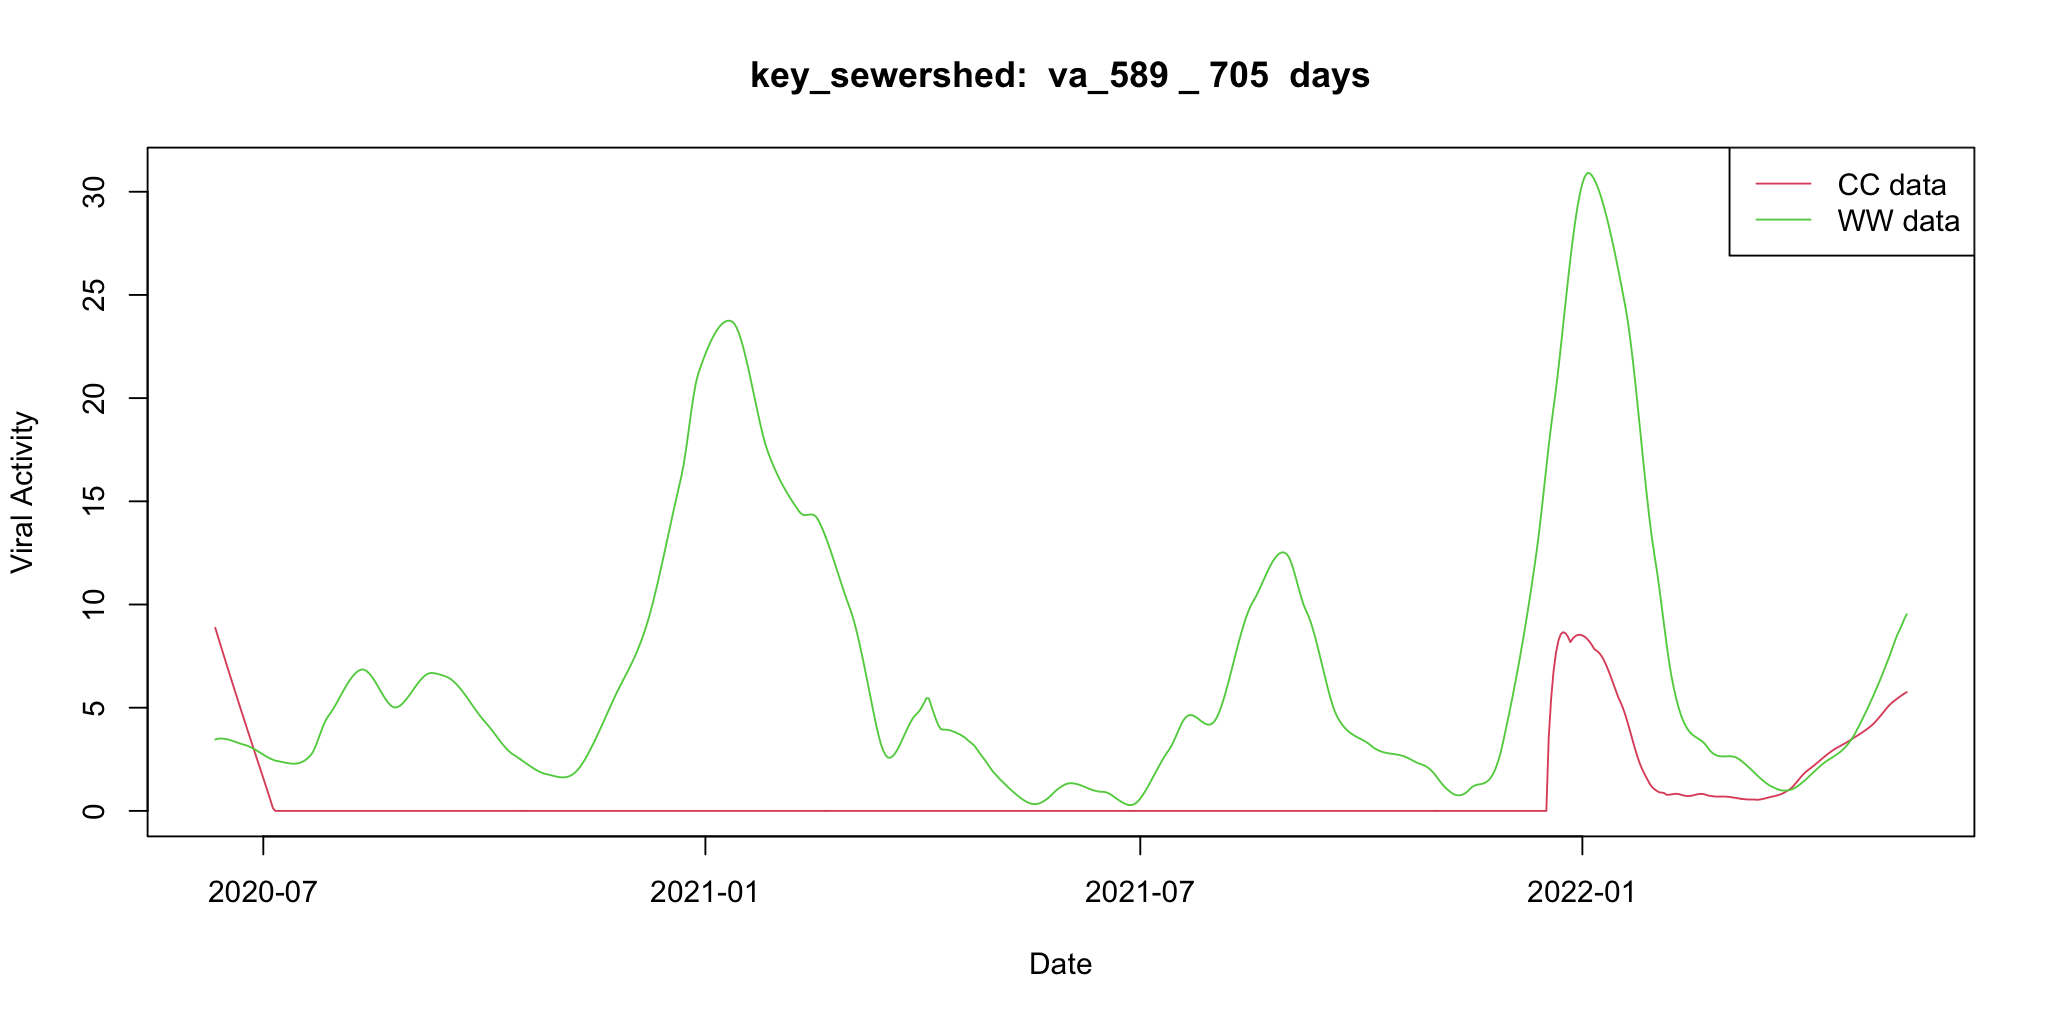 key_sewershed:  va_589 _ 705  days
CC data
WW data
Viral Activity
30
25
20
15
10
5
0
2020-07
2021-01
2021-07
2022-01
Date